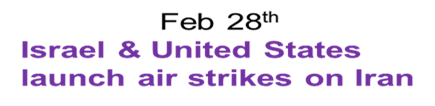 Feb 28th
Israel & United States
launch air strikes on Iran